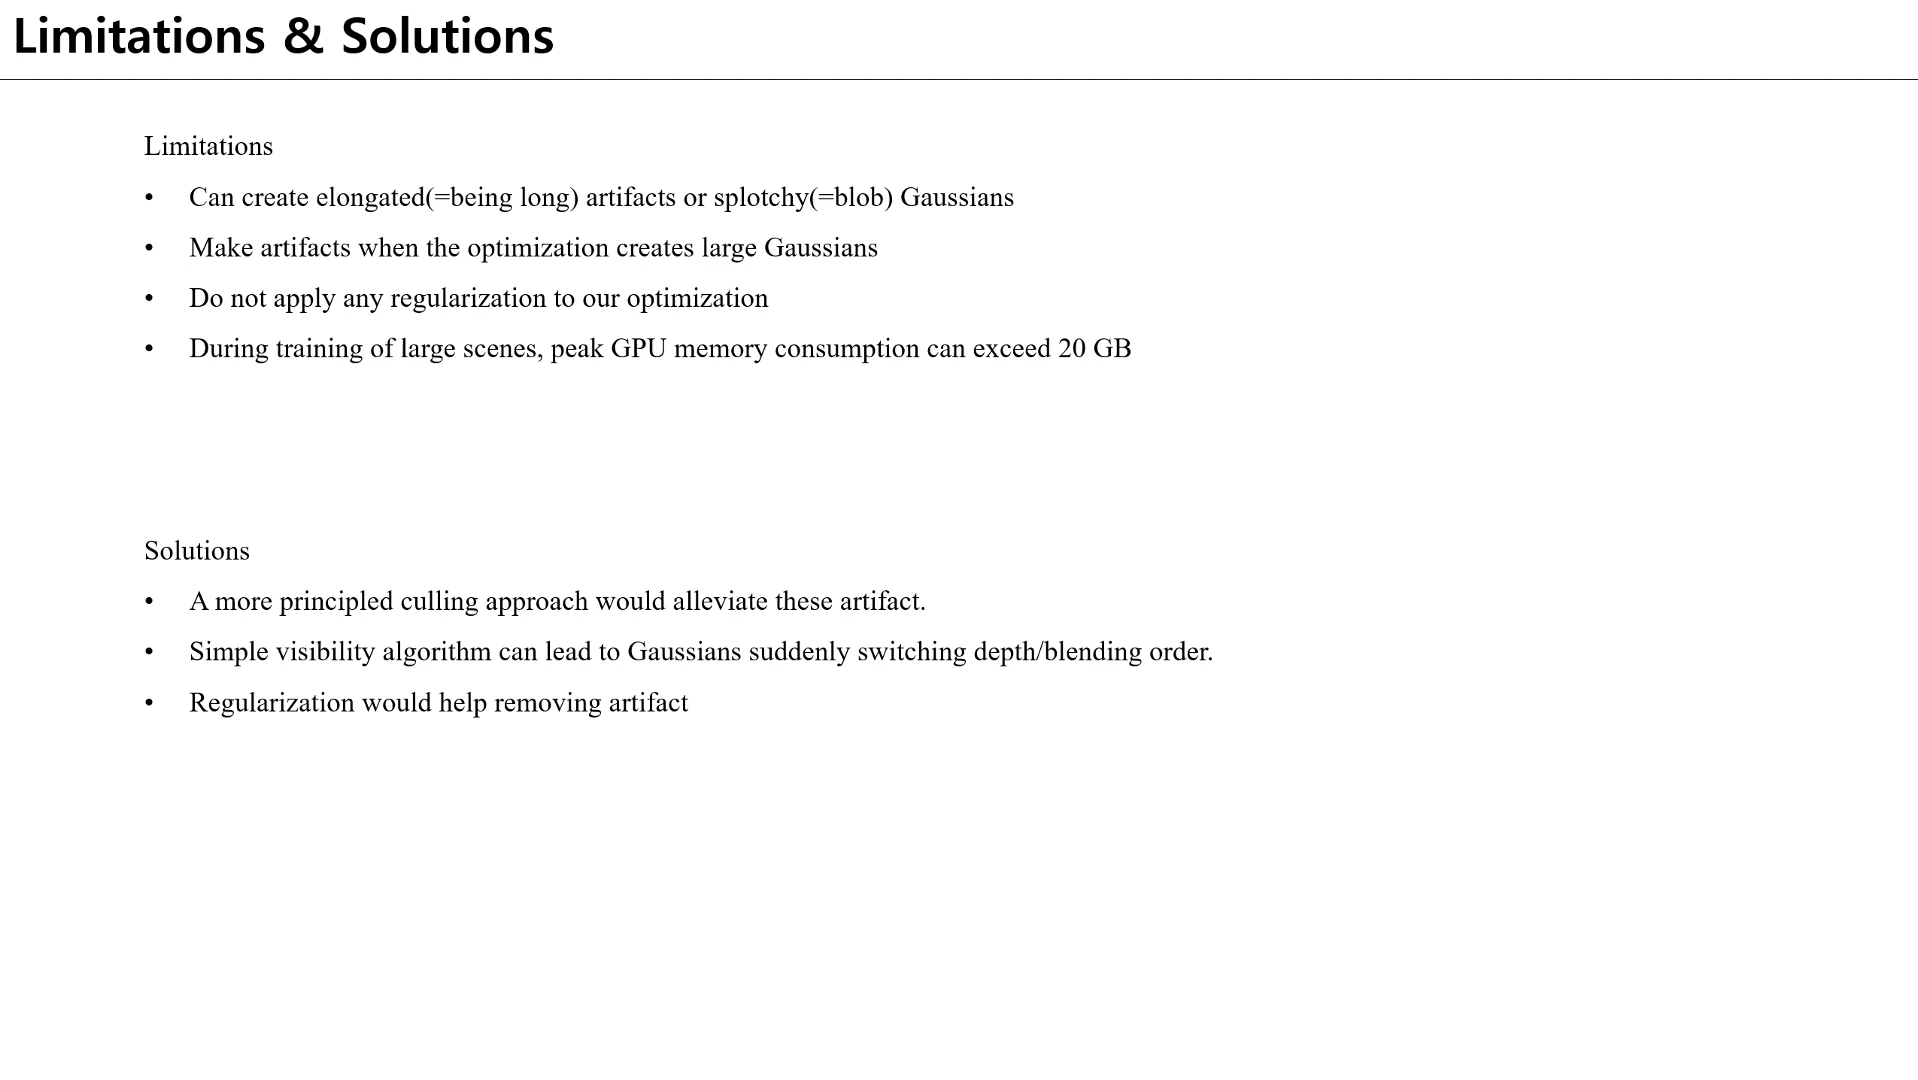 Limitations & Solutions
Limitations
• Can create elongated(=being long) artifacts or splotchy(=blob) Gaussians
• Make artifacts when the optimization creates large Gaussians
• Do not apply any regularization to our optimization
• During training of large scenes, peak GPU memory consumption can exceed 20 GB
Solutions
• A more principled culling approach would alleviate these artifact.
• Simple visibility algorithm can lead to Gaussians suddenly switching depth/blending order.
• Regularization would help removing artifact